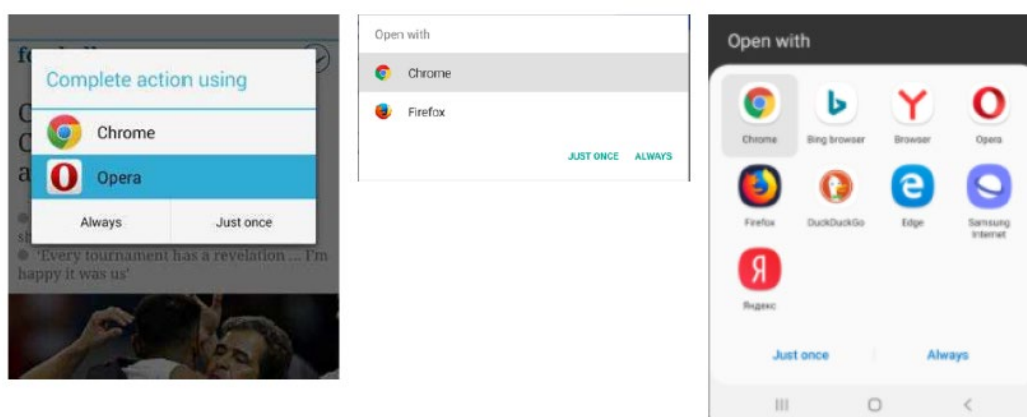 Complete action using
Chrome
Opera
Always Just once
'Every tournament has a revelation ... I'm
happy it was us'
Open with
Chrome
Firefox
JUST ONCE ALWAYS
Open with
Chrome Bing browser Browser Opera
Firefox DuckDuckGo Edge Samsung
Internet
Яндекс
Just once Always